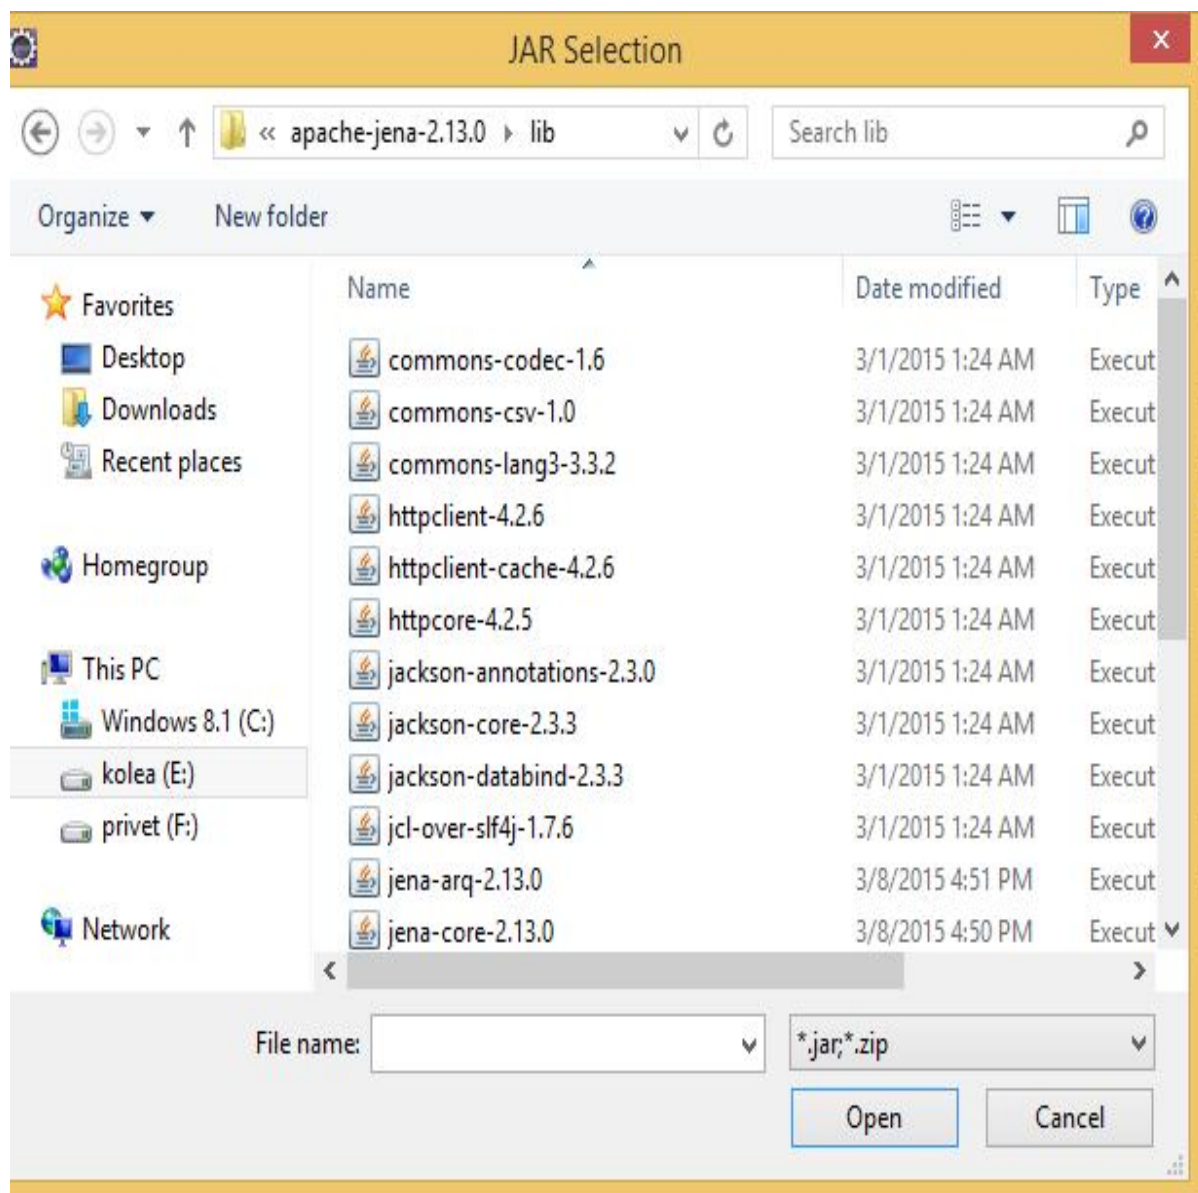 JAR Selection
« apache-jena-2.13.0 lib Search lib
Organize New folder
Name Date modified Type
Favorites
Desktop
Downloads
Recent places
Homegroup
This PC
Windows 8.1 (C:)
kolea (E:)
privet (F:)
Network
commons-codec-1.6 3/1/2015 1:24 AM Execut
commons-csv-1.0 3/1/2015 1:24 AM Execut
commons-lang3-3.3.2 3/1/2015 1:24 AM Execut
httpclient-4.2.6 3/1/2015 1:24 AM Execut
httpclient-cache-4.2.6 3/1/2015 1:24 AM Execut
httpcore-4.2.5 3/1/2015 1:24 AM Execut
jackson-annotations-2.3.0 3/1/2015 1:24 AM Execut
jackson-core-2.3.3 3/1/2015 1:24 AM Execut
jackson-databind-2.3.3 3/1/2015 1:24 AM Execut
jcl-over-slf4j-1.7.6 3/1/2015 1:24 AM Execut
jena-arq-2.13.0 3/8/2015 4:51 PM Execut
jena-core-2.13.0 3/8/2015 4:50 PM Execut
File name: *.jar;*.zip
Open Cancel